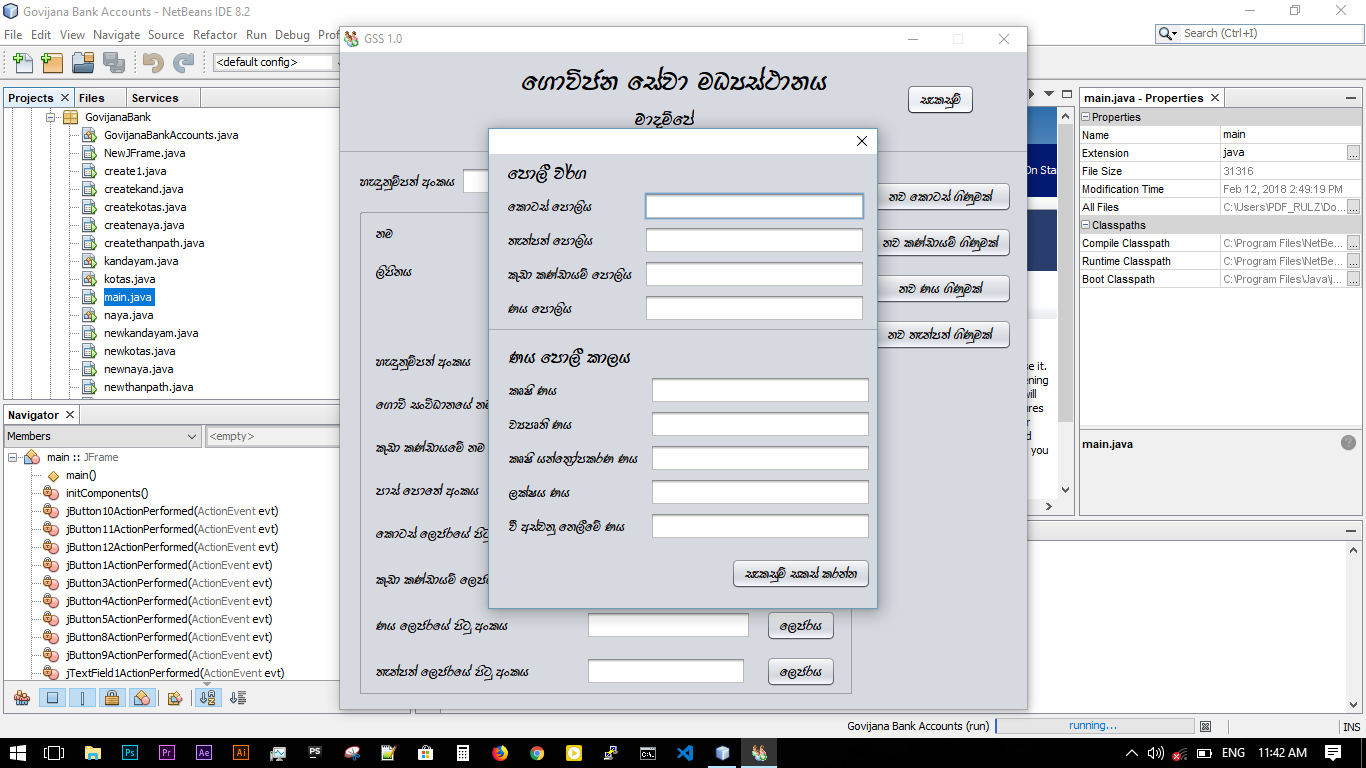 Govijana Bank Accounts - NetBeans IDE 8.2
File Edit View Navigate Source Refactor Run Debug Prof
Search (Ctrl+I)
<default config>
GSS 1.0
ගොවිජන සේවා මධ්‍යස්ථානය
සැකසුම්
මාදම්පේ
Projects
Files
Services
GovijanaBank
GovijanaBankAccounts.java
NewJFrame.java
create1.java
createkand.java
createkotas.java
createnaya.java
createthanpath.java
kandayam.java
kotas.java
main.java
naya.java
newkandayam.java
newkotas.java
newnaya.java
newthanpath.java
Navigator
Members
<empty>
main :: JFrame
main()
initComponents()
jButton10ActionPerformed(ActionEvent evt)
jButton11ActionPerformed(ActionEvent evt)
jButton12ActionPerformed(ActionEvent evt)
jButton1ActionPerformed(ActionEvent evt)
jButton3ActionPerformed(ActionEvent evt)
jButton4ActionPerformed(ActionEvent evt)
jButton5ActionPerformed(ActionEvent evt)
jButton8ActionPerformed(ActionEvent evt)
jButton9ActionPerformed(ActionEvent evt)
jTextField1ActionPerformed(ActionEvent evt)
හැඳුනුම්පත් අංකය
නම
ලිපිනය
හැඳුනුම්පත් අංකය
ගොවි සංවිධානයේ නම
කුඩා කණ්ඩායමේ නම
පාස් පොතේ අංකය
කොටස් ලෙජරයේ පිටු
කුඩා කණ්ඩායම් ලෙජ
ණය ලෙජරයේ පිටු අංකය
ලෙජරය
තැන්පත් ලෙජරයේ පිටු අංකය
ලෙජරය
පොලී වර්ග
කොටස් පොලිය
තැන්පත් පොලිය
කුඩා කණ්ඩායම් පොලිය
ණය පොලිය
ණය පොලී කාලය
කෘෂි ණය
ව්‍යපෘති ණය
කෘෂි යන්ත්‍රෝපකරණ ණය
ලක්ෂය ණය
වී අස්වනු නෙලීමේ ණය
සැකසුම් සකස් කරන්න
නව කොටස් ගිණුමක්
නව කණ්ඩායම් ගිණුමක්
නව ණය ගිණුමක්
නව තැන්පත් ගිණුමක්
On Sta
se it.
ening
will
ures
or
d
you
main.java - Properties
Properties
Name main
Extension java
File Size 31316
Modification Time Feb 12, 2018 2:49:19 PM
All Files C:\Users\PDF_RULZ\Do...
Classpaths
Compile Classpath C:\Program Files\NetBe...
Runtime Classpath C:\Program Files\NetBe...
Boot Classpath C:\Program Files\Java\j...
main.java
Govijana Bank Accounts (run)
running...
INS
Ps
Pr
Ae
Ai
PS
ENG
11:42 AM